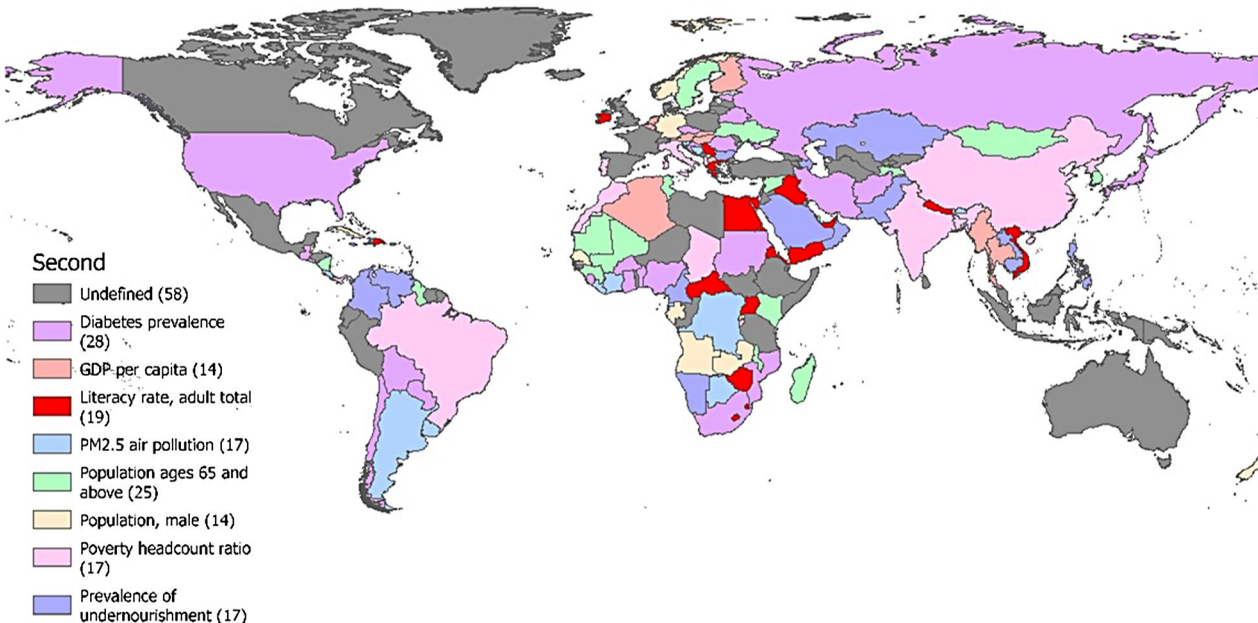 Second
Undefined (58)
Diabetes prevalence
(28)
GDP per capita (14)
Literacy rate, adult total
(19)
PM2.5 air pollution (17)
Population ages 65 and
above (25)
Population, male (14)
Poverty headcount ratio
(17)
Prevalence of
undernourishment (17)